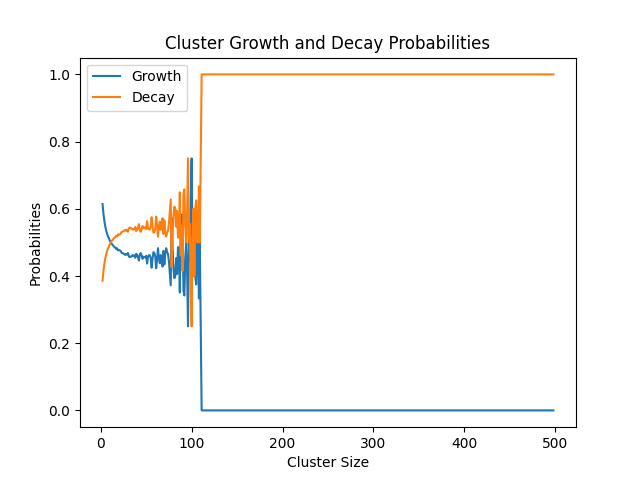 Cluster Growth and Decay Probabilities
Growth
Decay
1.0
0.8
0.6
0.4
0.2
0.0
Probabilities
0
100
200
300
400
500
Cluster Size